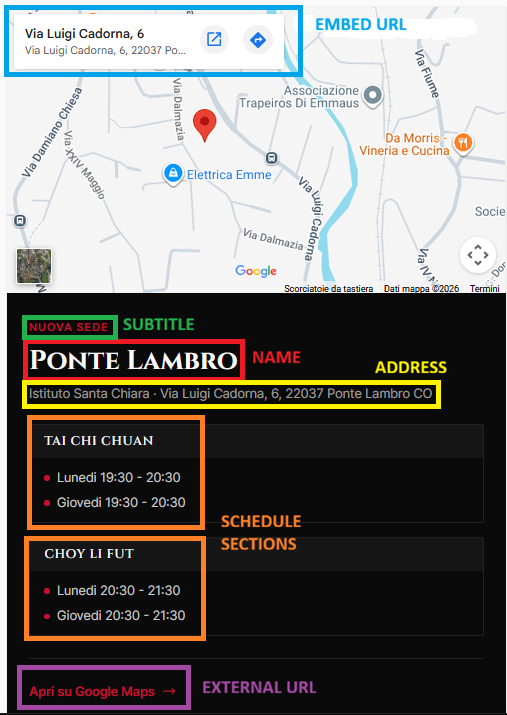 Via Luigi Cadorna, 6
Via Luigi Cadorna, 6, 22037 Po...
EMBED URL
Via Fiume
Associazione
Trapeiros Di Emmaus
Via Damiano Chiesa
Via Dalmazia
Da Morris -
Vineria e Cucina
Via XXIV Maggio
Elettrica Emme
Via Luigi Cadorna
Via Dalmazia
Socie
Via IV N
Google
Scorciatoie da tastiera
Dati mappa ©2026
Termini
NUOVA SEDE
SUBTITLE
PONTE LAMBRO
NAME
ADDRESS
Istituto Santa Chiara · Via Luigi Cadorna, 6, 22037 Ponte Lambro CO
TAI CHI CHUAN
Lunedi 19:30 - 20:30
Giovedi 19:30 - 20:30
SCHEDULE
SECTIONS
CHOY LI FUT
Lunedi 20:30 - 21:30
Giovedi 20:30 - 21:30
Apri su Google Maps →
EXTERNAL URL